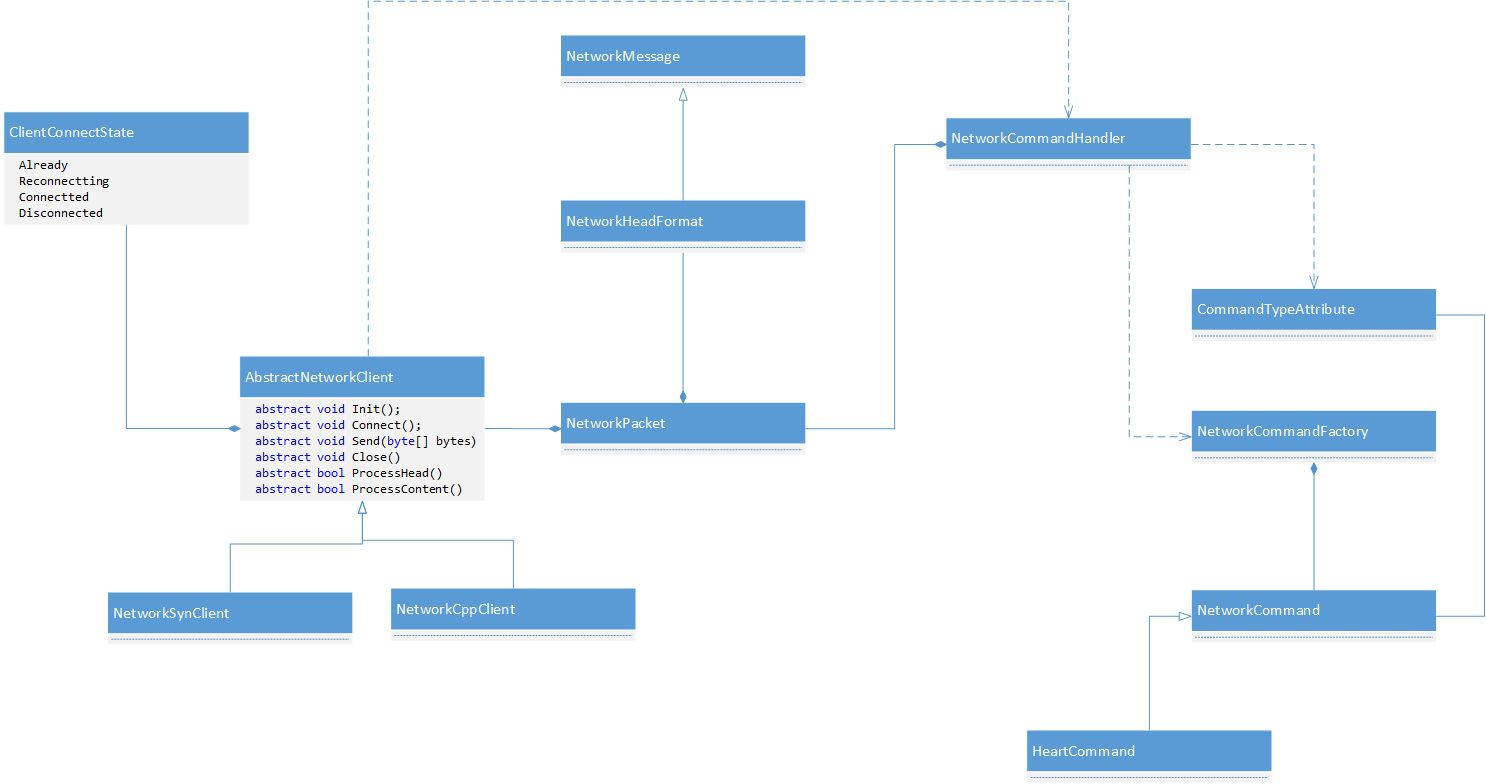 NetworkMessage
ClientConnectState
Already
Reconnectting
Connectted
Disconnected
NetworkCommandHandler
NetworkHeadFormat
CommandTypeAttribute
AbstractNetworkClient
abstract void Init();
abstract void Connect();
abstract void Send(byte[] bytes)
abstract void Close()
abstract bool ProcessHead()
abstract bool ProcessContent()
NetworkPacket
NetworkCommandFactory
NetworkSynClient
NetworkCppClient
NetworkCommand
HeartCommand